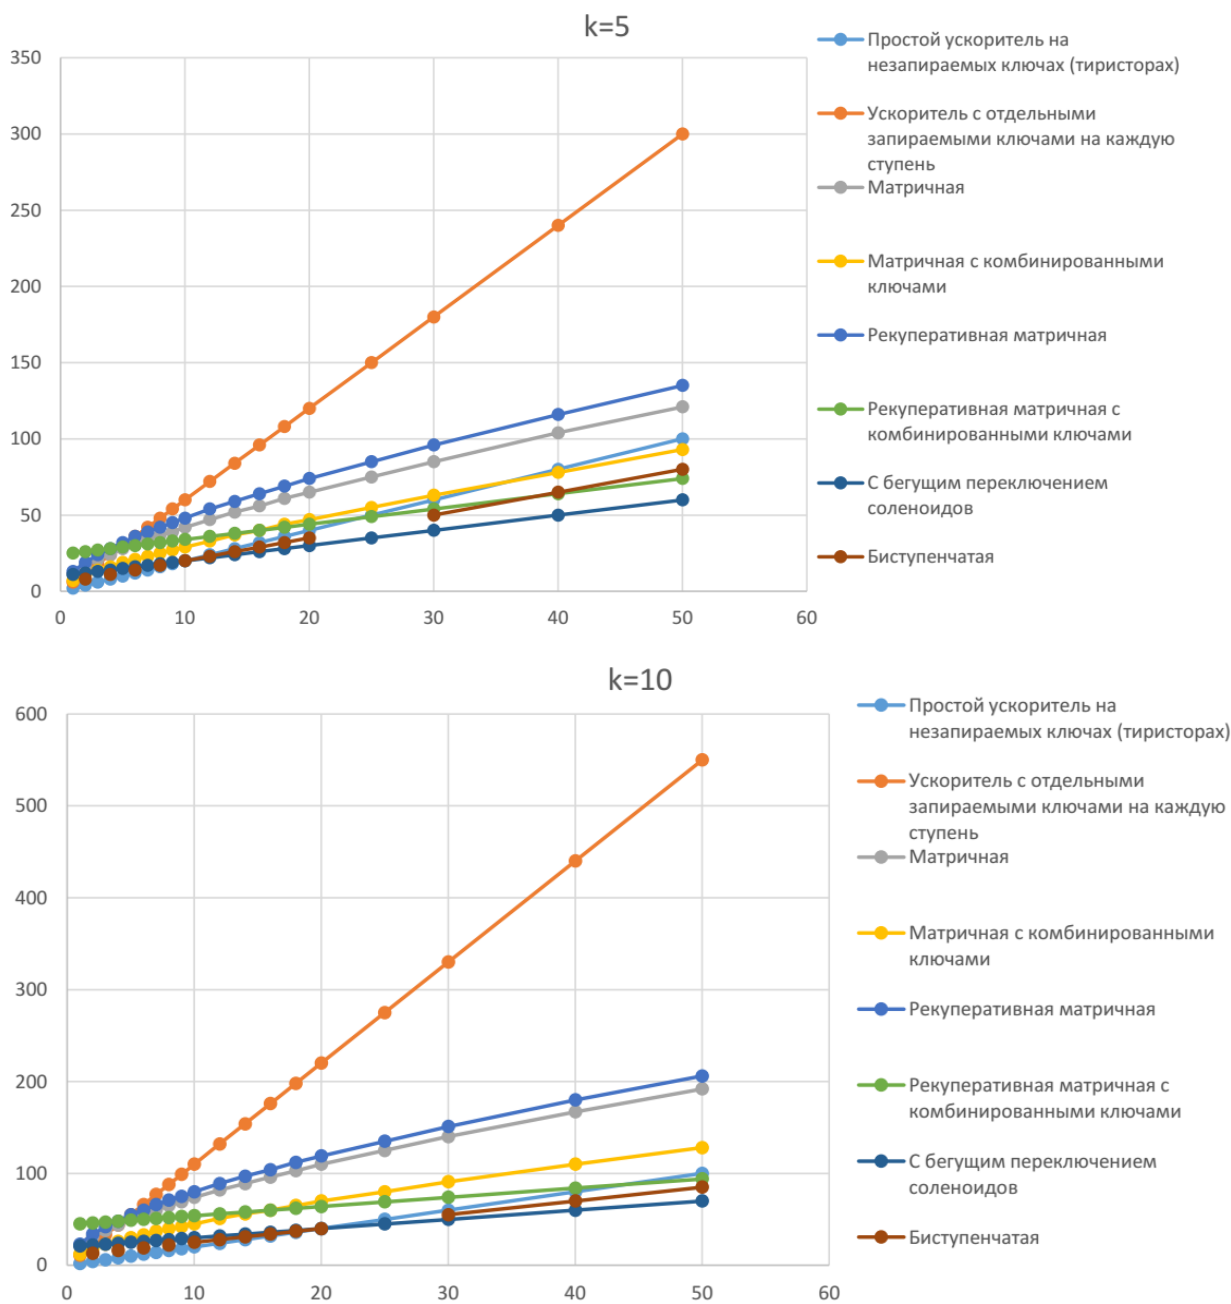 k=5
350
300
250
200
150
100
50
0
0 10 20 30 40 50 60
Простой ускоритель на
незапираемых ключах (тиристорах)
Ускоритель с отдельными
запираемыми ключами на каждую
ступень
Матричная
Матричная с комбинированными
ключами
Рекуперативная матричная
Рекуперативная матричная с
комбинированными ключами
С бегущим переключением
соленоидов
Биступенчатая
k=10
600
500
400
300
200
100
0
0 10 20 30 40 50 60
Простой ускоритель на
незапираемых ключах (тиристорах)
Ускоритель с отдельными
запираемыми ключами на каждую
ступень
Матричная
Матричная с комбинированными
ключами
Рекуперативная матричная
Рекуперативная матричная с
комбинированными ключами
С бегущим переключением
соленоидов
Биступенчатая